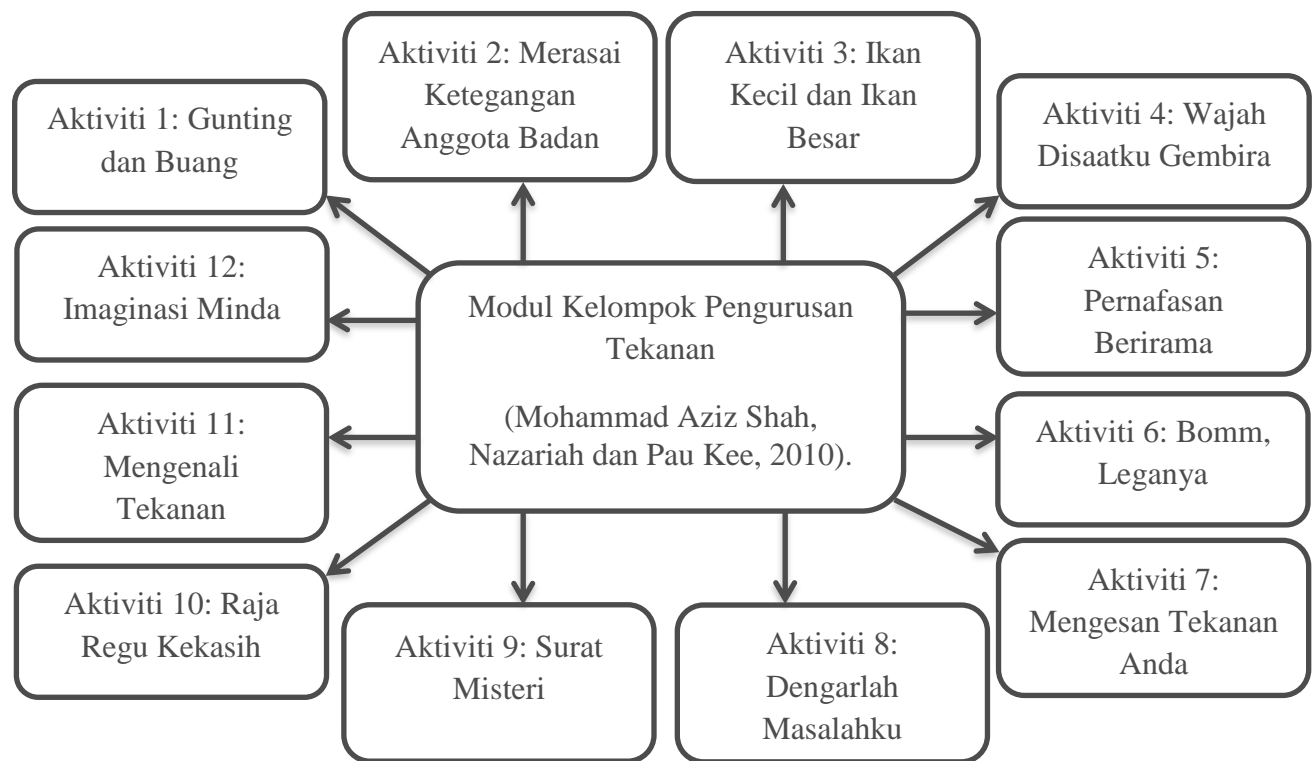 Aktiviti 1: Gunting
dan Buang
Aktiviti 2: Merasai
Ketegangan
Anggota Badan
Aktiviti 3: Ikan
Kecil dan Ikan
Besar
Aktiviti 4: Wajah
Disaatku Gembira
Aktiviti 12:
Imaginasi Minda
Modul Kelompok Pengurusan
Tekanan
(Mohammad Aziz Shah,
Nazariah dan Pau Kee, 2010).
Aktiviti 5:
Pernafasan
Berirama
Aktiviti 11:
Mengenali
Tekanan
Aktiviti 6: Bomm,
Leganya
Aktiviti 10: Raja
Regu Kekasih
Aktiviti 9: Surat
Misteri
Aktiviti 8:
Dengarlah
Masalahku
Aktiviti 7:
Mengesan Tekanan
Anda